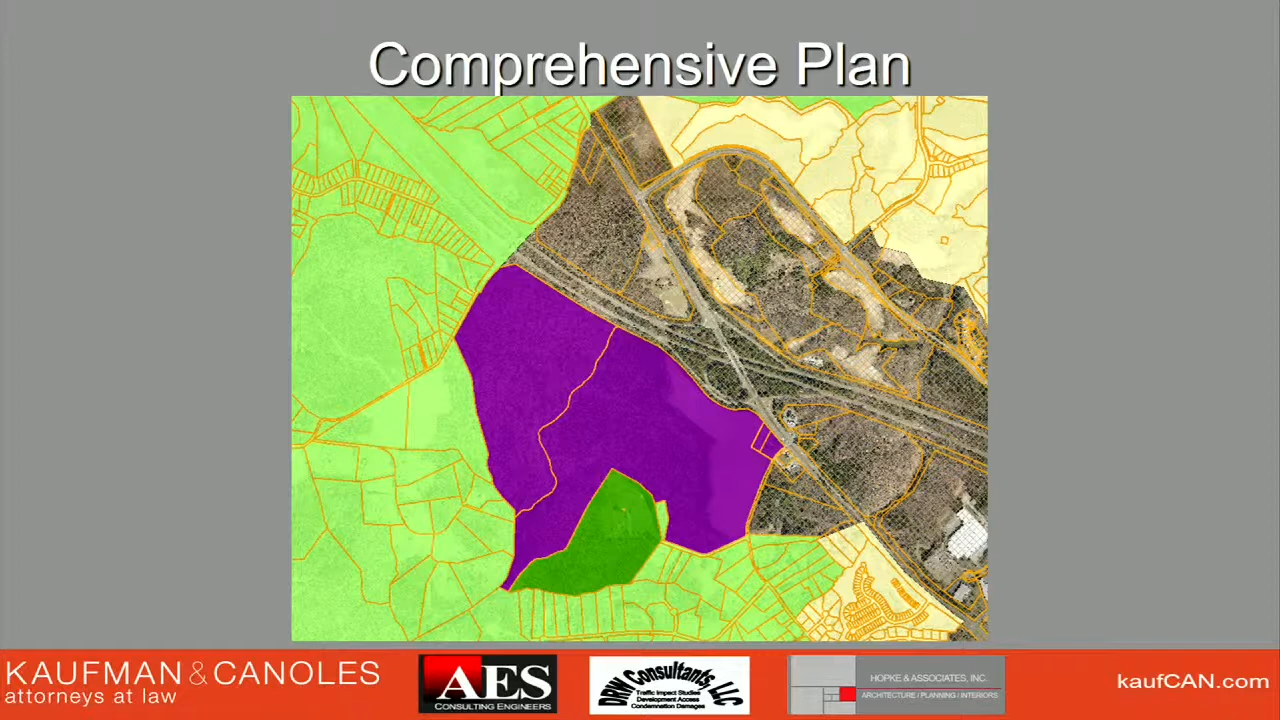 Comprehensive Plan
KAUFMAN & CANOLES
attorneys at law
AES
CONSULTING ENGINEERS
DRW Consultants, LLC
Traffic Impact Studies
Development Access
Condemnation Damages
HOPKE & ASSOCIATES, INC.
ARCHITECTURE / PLANNING / INTERIORS
kaufCAN.com